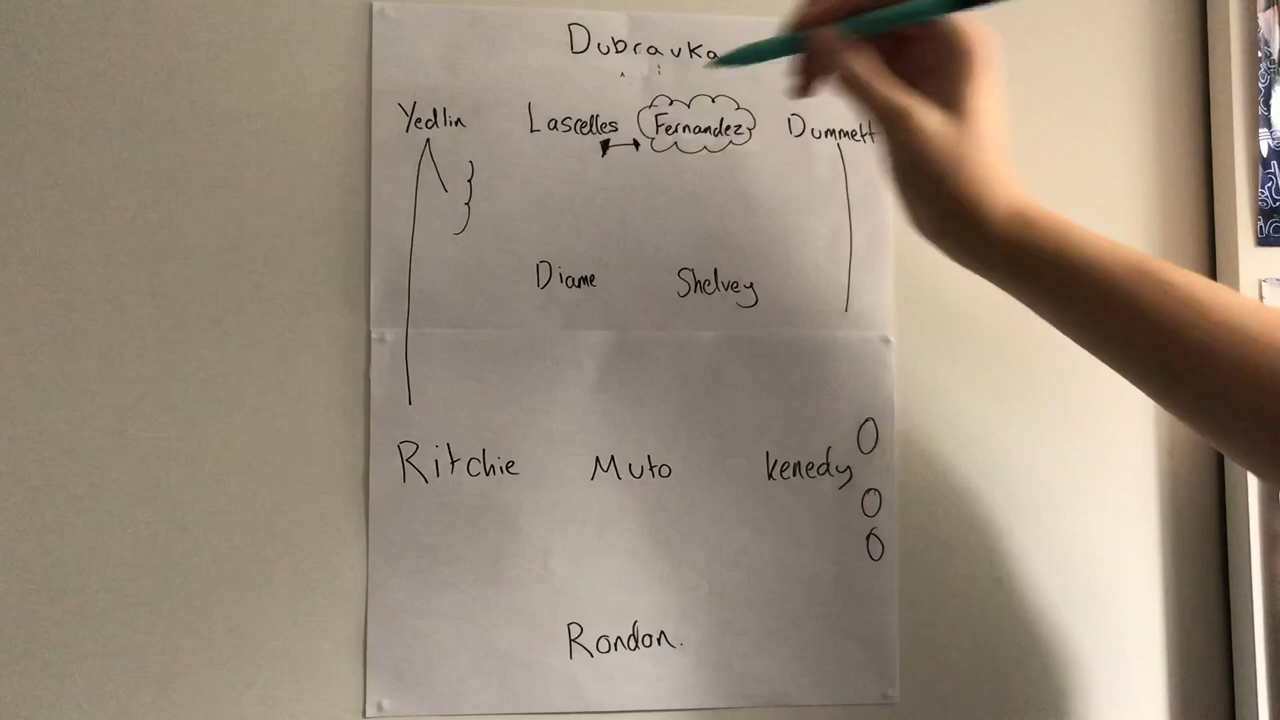 Dubravka
Yedlin Lascelles Fernandez Dummett
Diame Shelvey
Ritchie Muto kenedy
Rondon.